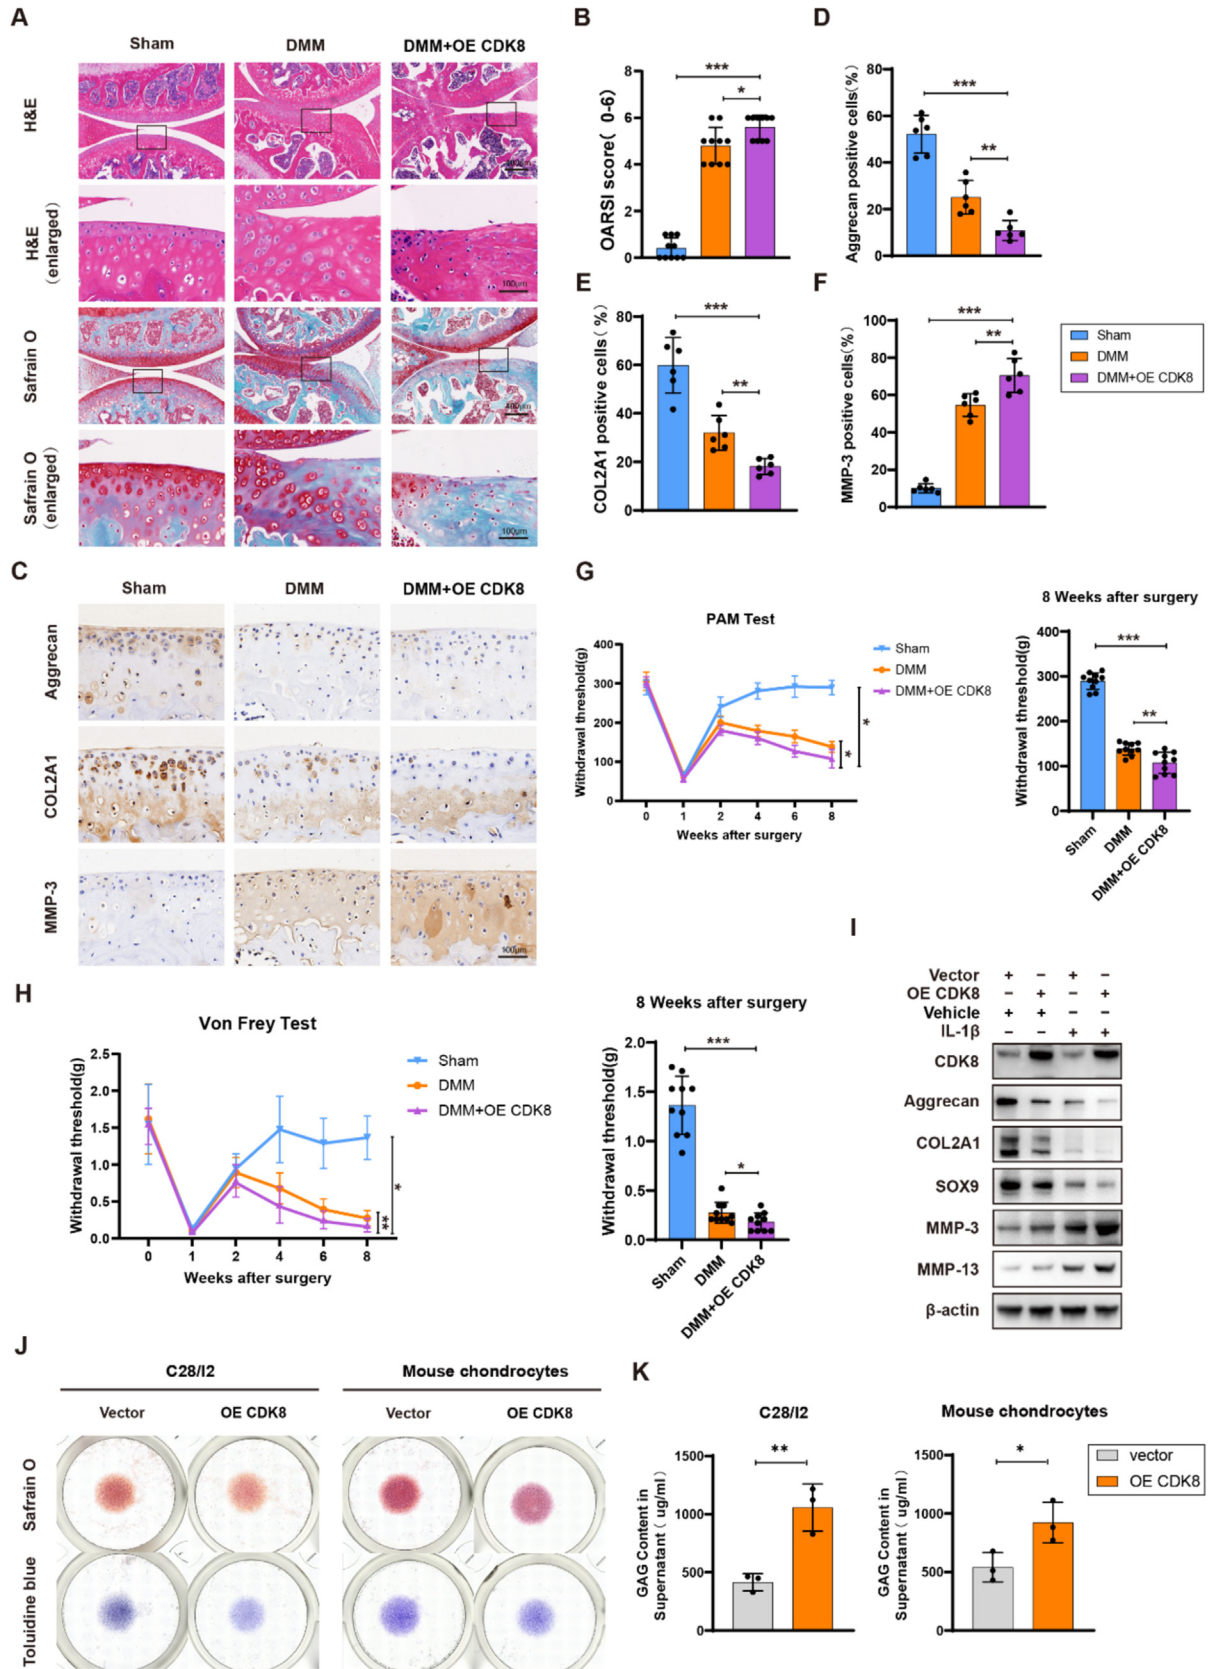 A
Sham
DMM
DMM+OE CDK8
H&E
H&E
(enlarged)
100μm
Safrain O
Safrain O
(enlarged)
100μm
B
OARSI score( 0-6)
8
6
4
2
0
***
*
D
Aggrecan positive cells(%)
80
60
40
20
0
***
**
E
COL2A1 positive cells( %)
80
60
40
20
0
***
**
F
MMP-3 positive cells(%)
100
80
60
40
20
0
***
**
Sham
DMM
DMM+OE CDK8
C
Sham
DMM
DMM+OE CDK8
Aggrecan
COL2A1
MMP-3
100μm
G
PAM Test
Withdrawal threshold(g)
400
300
200
100
0
0 1 2 4 6 8
Weeks after surgery
Sham
DMM
DMM+OE CDK8
*
*
8 Weeks after surgery
Withdrawal threshold(g)
400
300
200
100
0
***
**
Sham
DMM
DMM+OE CDK8
H
Von Frey Test
Withdrawal threshold(g)
2.5
2.0
1.5
1.0
0.5
0.0
0 1 2 4 6 8
Weeks after surgery
Sham
DMM
DMM+OE CDK8
*
**
8 Weeks after surgery
Withdrawal threshold(g)
2.0
1.5
1.0
0.5
0.0
***
*
Sham
DMM
DMM+OE CDK8
I
Vector + − + −
OE CDK8 − + − +
Vehicle + + − −
IL-1β − − + +
CDK8
Aggrecan
COL2A1
SOX9
MMP-3
MMP-13
β-actin
J
C28/I2
Mouse chondrocytes
Vector
OE CDK8
Vector
OE CDK8
Safrain O
Toluidine blue
K
C28/I2
GAG Content in
Supernatant( ug/ml)
1500
1000
500
0
**
Mouse chondrocytes
GAG Content in
Supernatant( ug/ml)
1500
1000
500
0
*
vector
OE CDK8